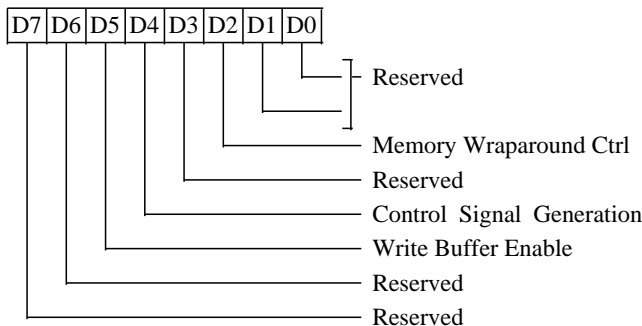 D7 D6 D5 D4 D3 D2 D1 D0
Reserved
Memory Wraparound Ctrl
Reserved
Control Signal Generation
Write Buffer Enable
Reserved
Reserved